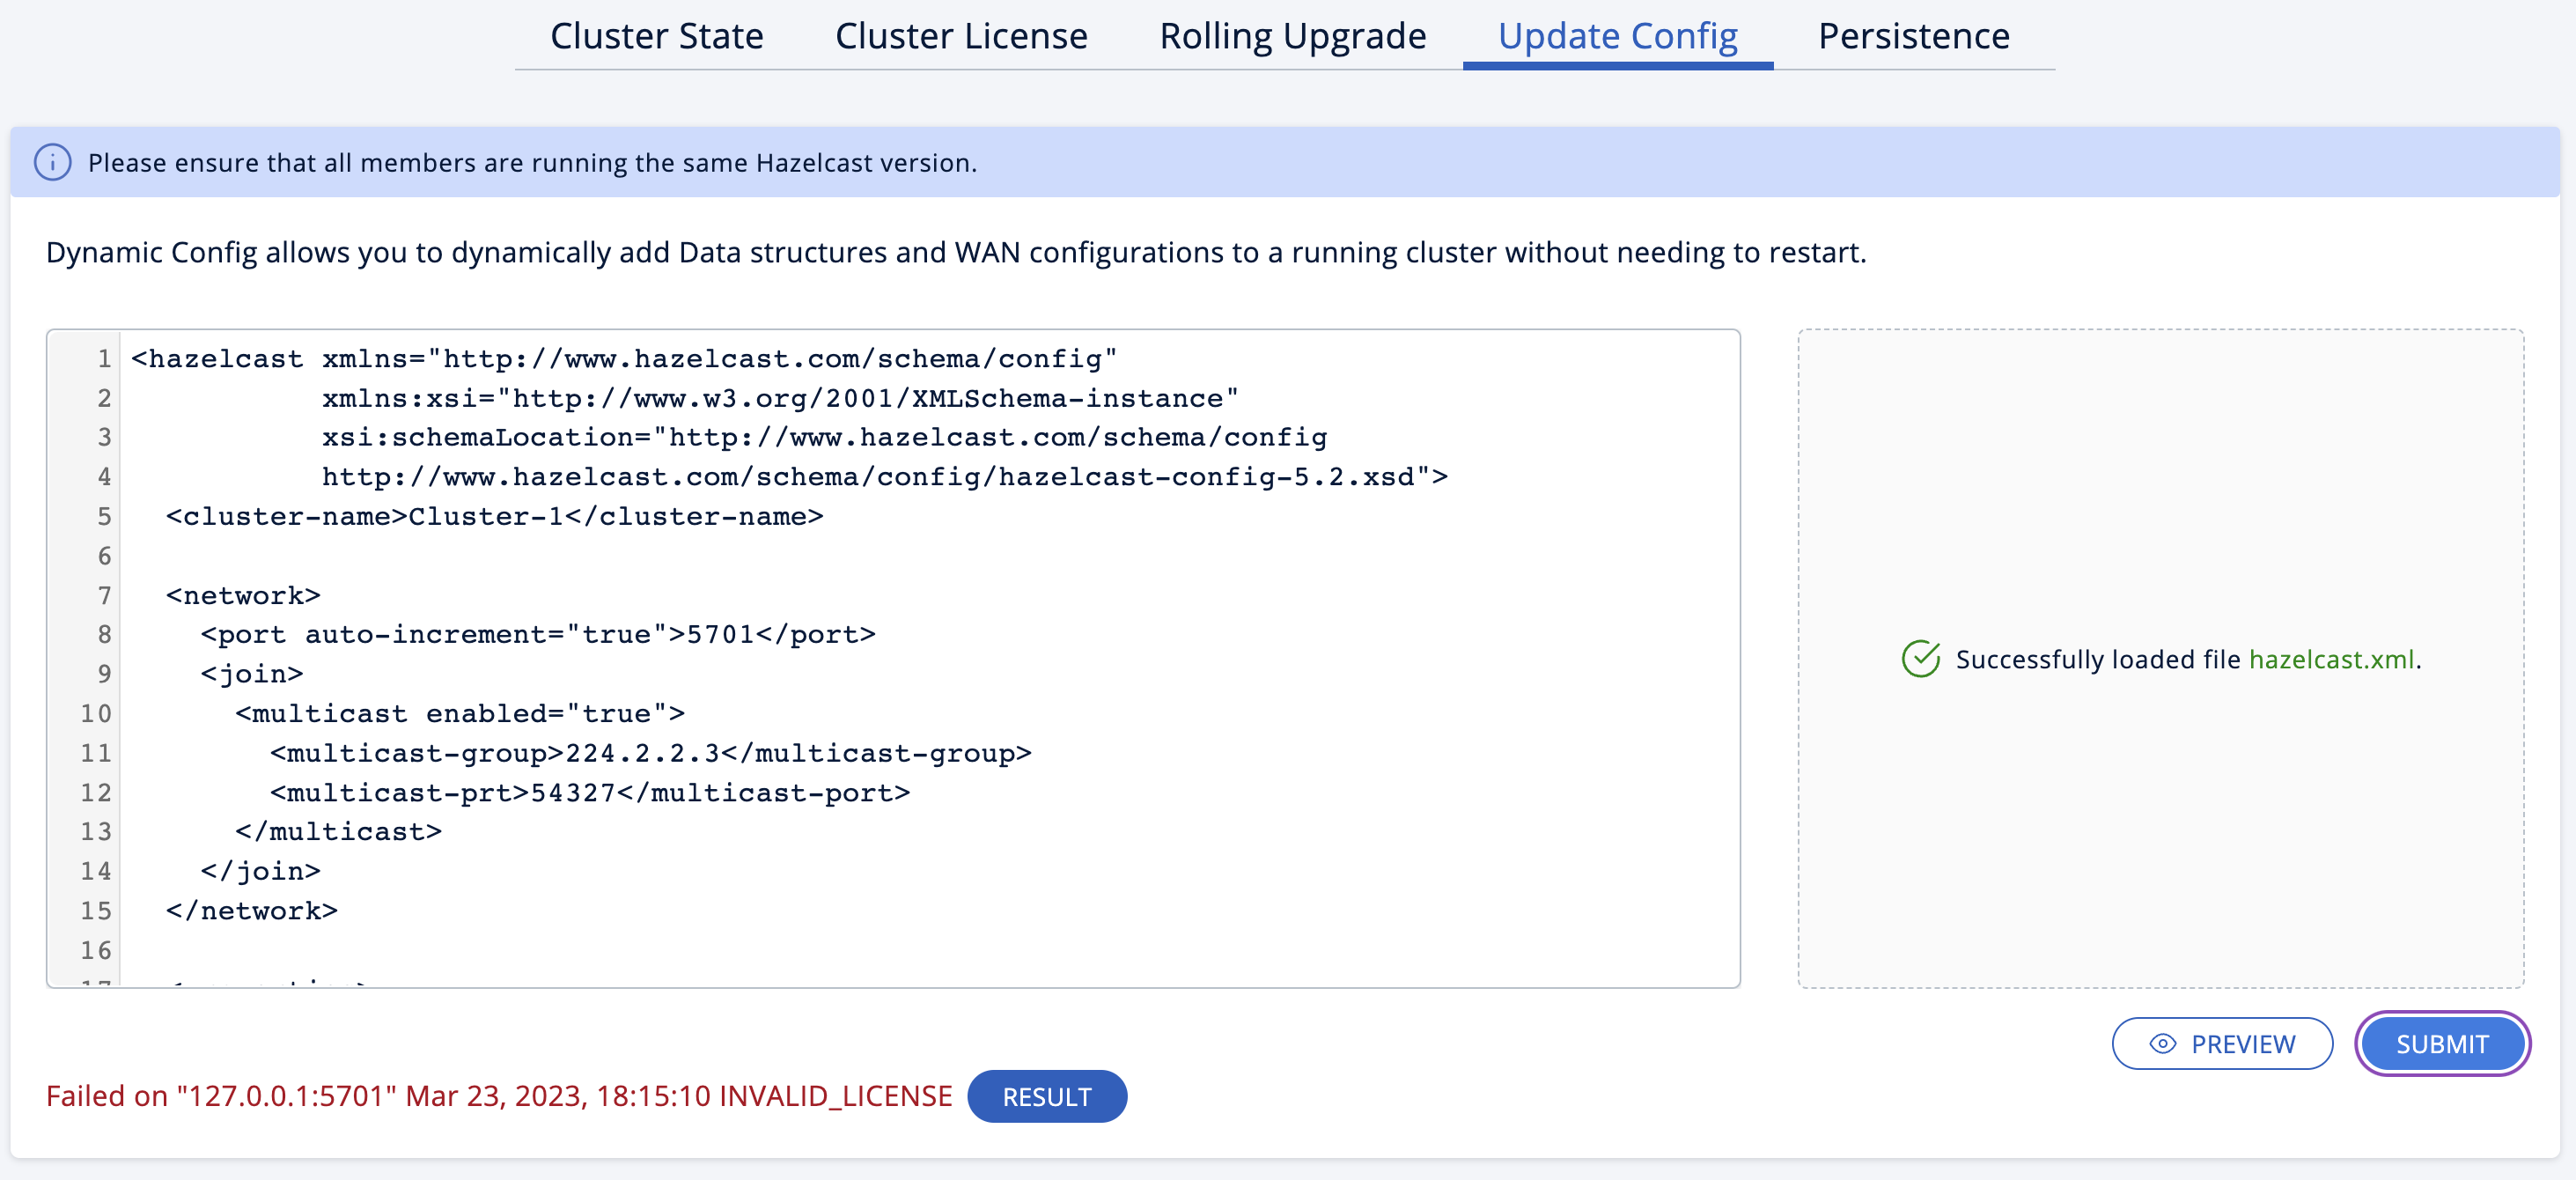 Cluster State Cluster License Rolling Upgrade Update Config Persistence
Please ensure that all members are running the same Hazelcast version.
Dynamic Config allows you to dynamically add Data structures and WAN configurations to a running cluster without needing to restart.
1 <hazelcast xmlns="http://www.hazelcast.com/schema/config"
2 xmlns:xsi="http://www.w3.org/2001/XMLSchema-instance"
3 xsi:schemaLocation="http://www.hazelcast.com/schema/config
4 http://www.hazelcast.com/schema/config/hazelcast-config-5.2.xsd">
5 <cluster-name>Cluster-1</cluster-name>
6
7 <network>
8 <port auto-increment="true">5701</port>
9 <join>
10 <multicast enabled="true">
11 <multicast-group>224.2.2.3</multicast-group>
12 <multicast-prt>54327</multicast-port>
13 </multicast>
14 </join>
15 </network>
16
Successfully loaded file hazelcast.xml.
PREVIEW SUBMIT
Failed on "127.0.0.1:5701" Mar 23, 2023, 18:15:10 INVALID_LICENSE RESULT